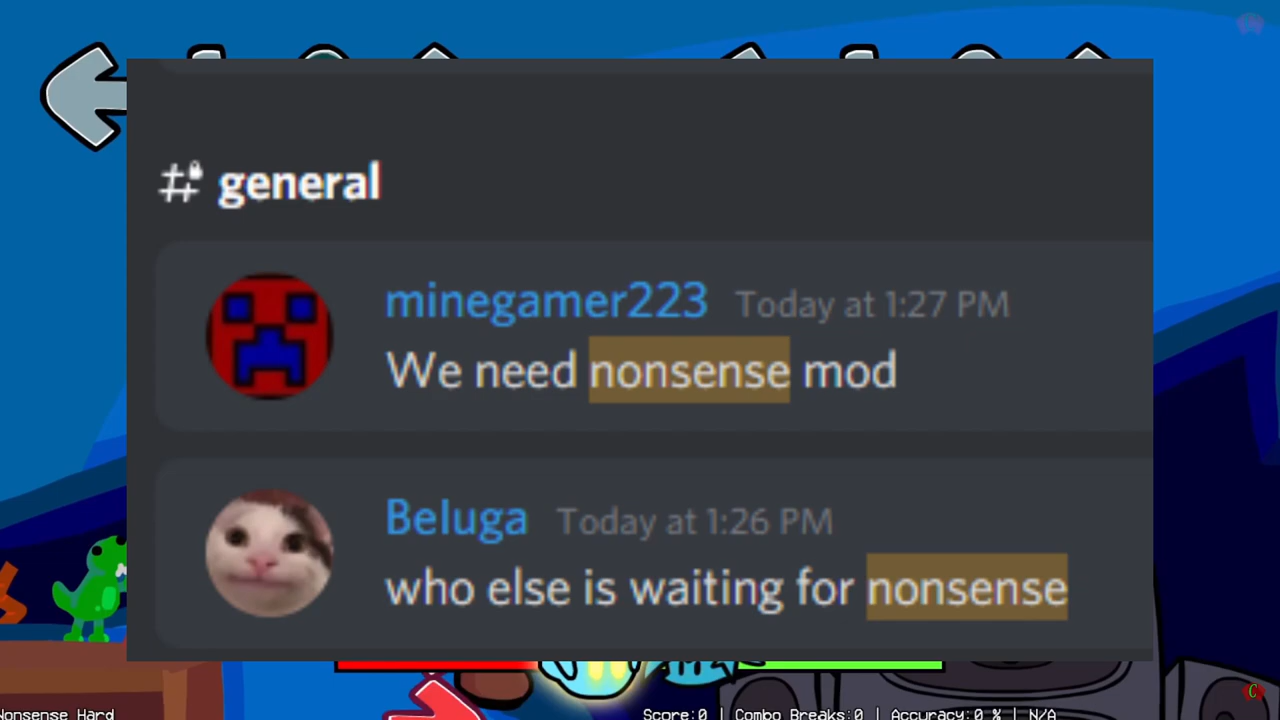 # general
minegamer223 Today at 1:27 PM
We need nonsense mod
Beluga Today at 1:26 PM
who else is waiting for nonsense
Nonsense Hard
Score:0 | Combo Breaks:0 | Accuracy:0 % | N/A
C